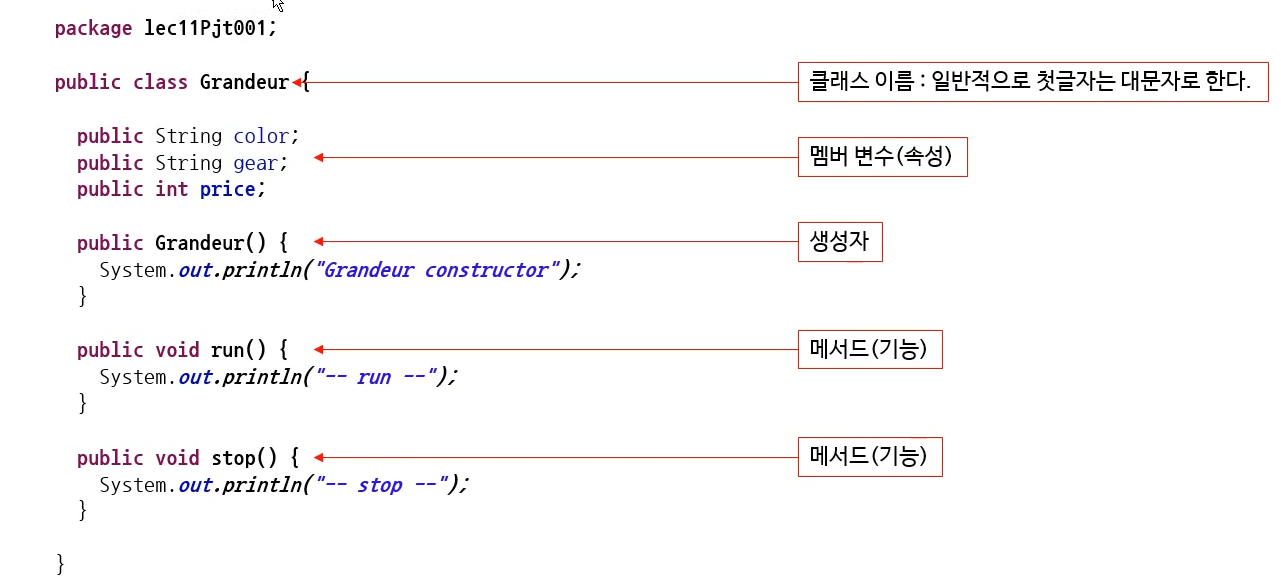 package lec11Pjt001;
public class Grandeur {
클래스 이름 : 일반적으로 첫글자는 대문자로 한다.
public String color;
public String gear;
멤버 변수(속성)
public int price;
public Grandeur() {
생성자
System.out.println("Grandeur constructor");
}
public void run() {
메서드(기능)
System.out.println("-- run --");
}
public void stop() {
메서드(기능)
System.out.println("-- stop --");
}
}